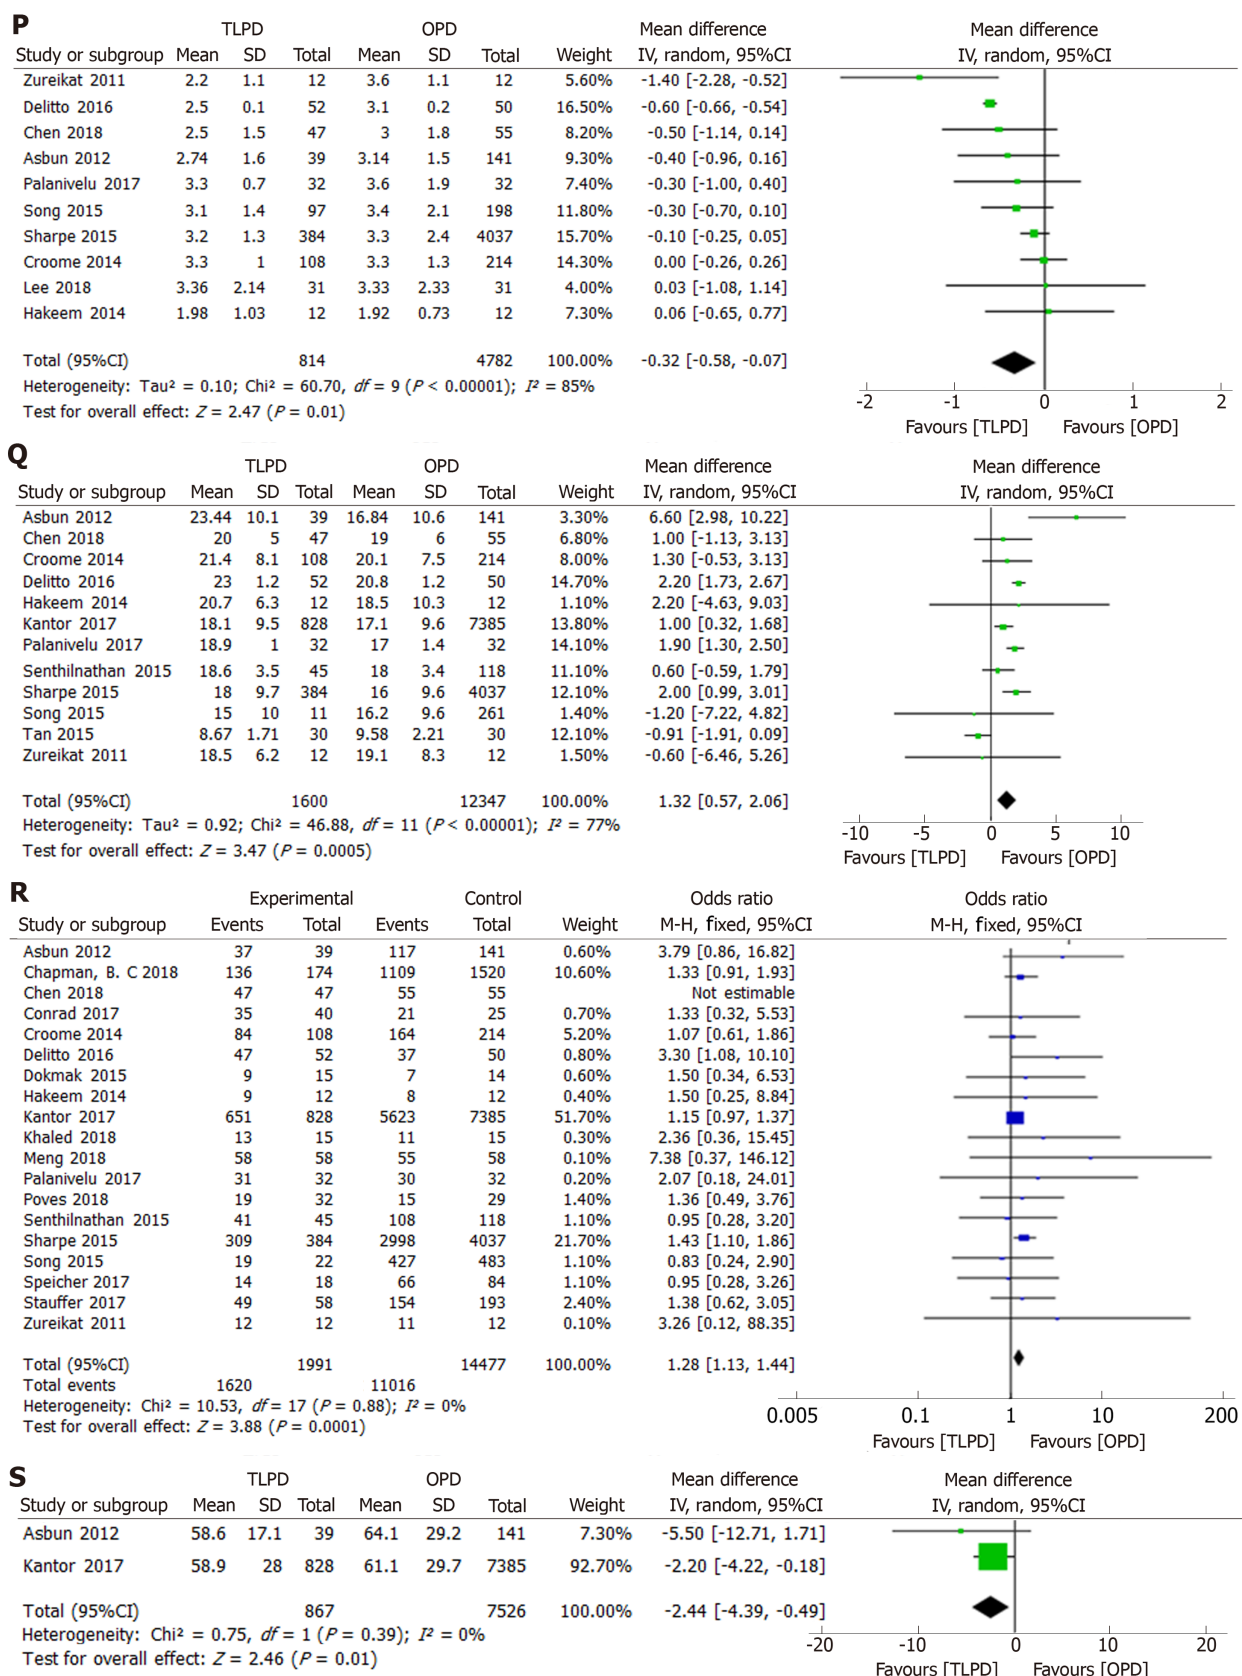 P
TLPD OPD Mean difference Mean difference
Study or subgroup Mean SD Total Mean SD Total Weight IV, random, 95%CI IV, random, 95%CI
Zureikat 2011 2.2 1.1 12 3.6 1.1 12 5.60% -1.40 [-2.28, -0.52]
Delitto 2016 2.5 0.1 52 3.1 0.2 50 16.50% -0.60 [-0.66, -0.54]
Chen 2018 2.5 1.5 47 3 1.8 55 8.20% -0.50 [-1.14, 0.14]
Asbun 2012 2.74 1.6 39 3.14 1.5 141 9.30% -0.40 [-0.96, 0.16]
Palanivelu 2017 3.3 0.7 32 3.6 1.9 32 7.40% -0.30 [-1.00, 0.40]
Song 2015 3.1 1.4 97 3.4 2.1 198 11.80% -0.30 [-0.70, 0.10]
Sharpe 2015 3.2 1.3 384 3.3 2.4 4037 15.70% -0.10 [-0.25, 0.05]
Croome 2014 3.3 1 108 3.3 1.3 214 14.30% 0.00 [-0.26, 0.26]
Lee 2018 3.36 2.14 31 3.33 2.33 31 4.00% 0.03 [-1.08, 1.14]
Hakeem 2014 1.98 1.03 12 1.92 0.73 12 7.30% 0.06 [-0.65, 0.77]
Total (95%CI) 814 4782 100.00% -0.32 [-0.58, -0.07]
Heterogeneity: Tau² = 0.10; Chi² = 60.70, df = 9 (P < 0.00001); I² = 85%
Test for overall effect: Z = 2.47 (P = 0.01)
-2 -1 0 1 2
Favours [TLPD] Favours [OPD]
Q
TLPD OPD Mean difference Mean difference
Study or subgroup Mean SD Total Mean SD Total Weight IV, random, 95%CI IV, random, 95%CI
Asbun 2012 23.44 10.1 39 16.84 10.6 141 3.30% 6.60 [2.98, 10.22]
Chen 2018 20 5 47 19 6 55 6.80% 1.00 [-1.13, 3.13]
Croome 2014 21.4 8.1 108 20.1 7.5 214 8.00% 1.30 [-0.53, 3.13]
Delitto 2016 23 1.2 52 20.8 1.2 50 14.70% 2.20 [1.73, 2.67]
Hakeem 2014 20.7 6.3 12 18.5 10.3 12 1.10% 2.20 [-4.63, 9.03]
Kantor 2017 18.1 9.5 828 17.1 9.6 7385 13.80% 1.00 [0.32, 1.68]
Palanivelu 2017 18.9 1 32 17 1.4 32 14.10% 1.90 [1.30, 2.50]
Senthilnathan 2015 18.6 3.5 45 18 3.4 118 11.10% 0.60 [-0.59, 1.79]
Sharpe 2015 18 9.7 384 16 9.6 4037 12.10% 2.00 [0.99, 3.01]
Song 2015 15 10 11 16.2 9.6 261 1.40% -1.20 [-7.22, 4.82]
Tan 2015 8.67 1.71 30 9.58 2.21 30 12.10% -0.91 [-1.91, 0.09]
Zureikat 2011 18.5 6.2 12 19.1 8.3 12 1.50% -0.60 [-6.46, 5.26]
Total (95%CI) 1600 12347 100.00% 1.32 [0.57, 2.06]
Heterogeneity: Tau² = 0.92; Chi² = 46.88, df = 11 (P < 0.00001); I² = 77%
Test for overall effect: Z = 3.47 (P = 0.0005)
-10 -5 0 5 10
Favours [TLPD] Favours [OPD]
R
Experimental Control Odds ratio Odds ratio
Study or subgroup Events Total Events Total Weight M-H, fixed, 95%CI M-H, fixed, 95%CI
Asbun 2012 37 39 117 141 0.60% 3.79 [0.86, 16.82]
Chapman, B. C 2018 136 174 1109 1520 10.60% 1.33 [0.91, 1.93]
Chen 2018 47 47 55 55 Not estimable
Conrad 2017 35 40 21 25 0.70% 1.33 [0.32, 5.53]
Croome 2014 84 108 164 214 5.20% 1.07 [0.61, 1.86]
Delitto 2016 47 52 37 50 0.80% 3.30 [1.08, 10.10]
Dokmak 2015 9 15 7 14 0.60% 1.50 [0.34, 6.53]
Hakeem 2014 9 12 8 12 0.40% 1.50 [0.25, 8.84]
Kantor 2017 651 828 5623 7385 51.70% 1.15 [0.97, 1.37]
Khaled 2018 13 15 11 15 0.30% 2.36 [0.36, 15.45]
Meng 2018 58 58 55 58 0.10% 7.38 [0.37, 146.12]
Palanivelu 2017 31 32 30 32 0.20% 2.07 [0.18, 24.01]
Poves 2018 19 32 15 29 1.40% 1.36 [0.49, 3.76]
Senthilnathan 2015 41 45 108 118 1.10% 0.95 [0.28, 3.20]
Sharpe 2015 309 384 2998 4037 21.70% 1.43 [1.10, 1.86]
Song 2015 19 22 427 483 1.10% 0.83 [0.24, 2.90]
Speicher 2017 14 18 66 84 1.10% 0.95 [0.28, 3.26]
Stauffer 2017 49 58 154 193 2.40% 1.38 [0.62, 3.05]
Zureikat 2011 12 12 11 12 0.10% 3.26 [0.12, 88.35]
Total (95%CI) 1991 14477 100.00% 1.28 [1.13, 1.44]
Total events 1620 11016
Heterogeneity: Chi² = 10.53, df = 17 (P = 0.88); I² = 0%
Test for overall effect: Z = 3.88 (P = 0.0001)
0.005 0.1 1 10 200
Favours [TLPD] Favours [OPD]
S
TLPD OPD Mean difference Mean difference
Study or subgroup Mean SD Total Mean SD Total Weight IV, random, 95%CI IV, random, 95%CI
Asbun 2012 58.6 17.1 39 64.1 29.2 141 7.30% -5.50 [-12.71, 1.71]
Kantor 2017 58.9 28 828 61.1 29.7 7385 92.70% -2.20 [-4.22, -0.18]
Total (95%CI) 867 7526 100.00% -2.44 [-4.39, -0.49]
Heterogeneity: Chi² = 0.75, df = 1 (P = 0.39); I² = 0%
Test for overall effect: Z = 2.46 (P = 0.01)
-20 -10 0 10 20
Favours [TLPD] Favours [OPD]